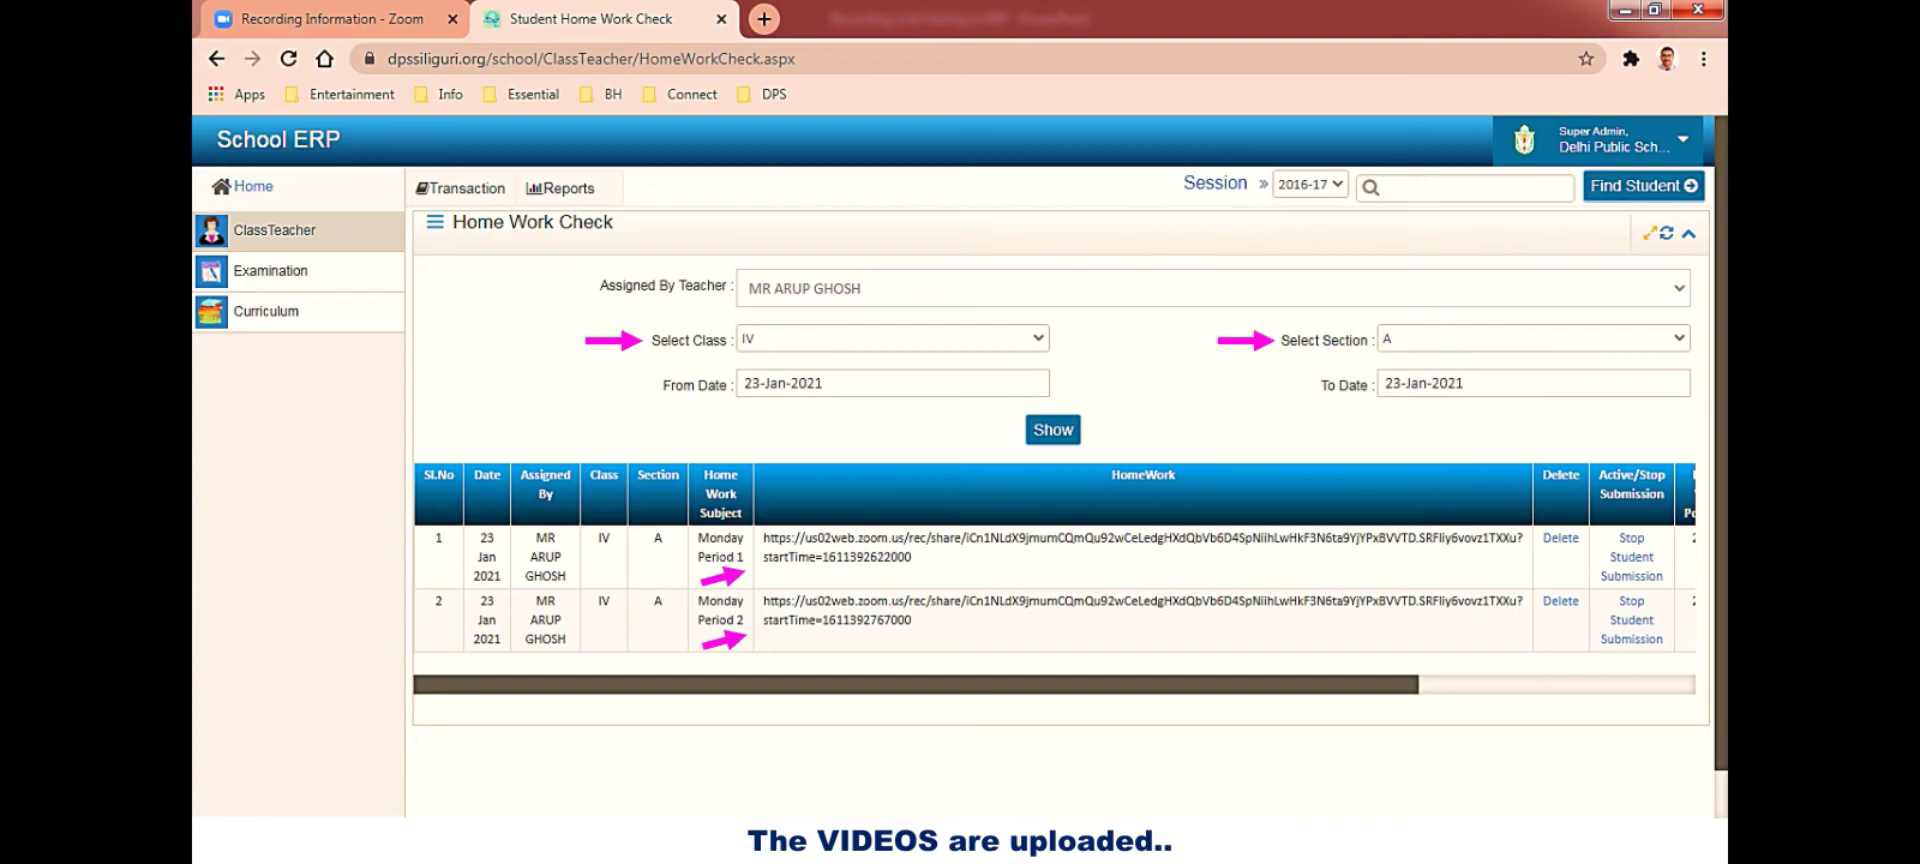 Recording Information - Zoom
Student Home Work Check
dpssiliguri.org/school/ClassTeacher/HomeWorkCheck.aspx
Apps Entertainment Info Essential BH Connect DPS
School ERP
Super Admin,
Delhi Public Sch...
Home
Transaction Reports
Session » 2016-17
Find Student
ClassTeacher
Examination
Curriculum
Home Work Check
Assigned By Teacher : MR ARUP GHOSH
Select Class : IV
Select Section : A
From Date : 23-Jan-2021
To Date : 23-Jan-2021
Show
Sl.No Date Assigned By Class Section Home Work Subject HomeWork Delete Active/Stop Submission
1 23 Jan 2021 MR ARUP GHOSH IV A Monday Period 1 https://us02web.zoom.us/rec/share/iCn1NLdX9jmumCQmQu92wCeLedgHXdQbVb6D4SpNiihLwHkF3N6ta9YjYPxBVVTD.SRFIiy6vovz1TXXu?
startTime=1611392622000 Delete Stop Student Submission
2 23 Jan 2021 MR ARUP GHOSH IV A Monday Period 2 https://us02web.zoom.us/rec/share/iCn1NLdX9jmumCQmQu92wCeLedgHXdQbVb6D4SpNiihLwHkF3N6ta9YjYPxBVVTD.SRFIiy6vovz1TXXu?
startTime=1611392767000 Delete Stop Student Submission
The VIDEOS are uploaded..